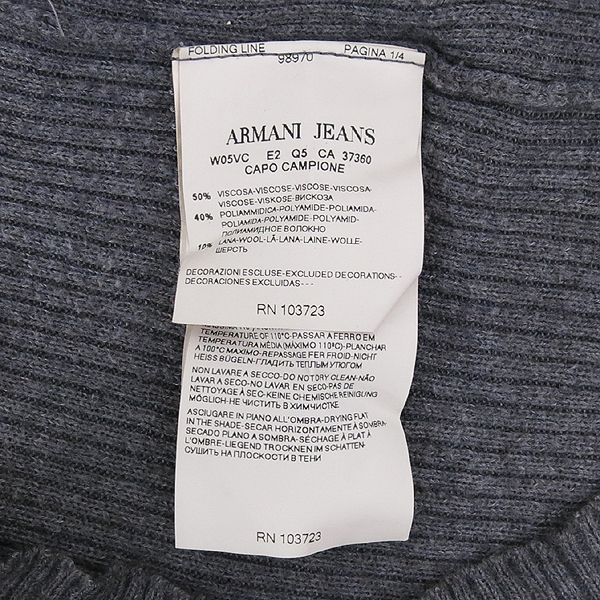 FOLDING LINE PAGINA 1/4
98970
ARMANI JEANS
W05VC E2 Q5 CA 37360
CAPO CAMPIONE
50% VISCOSA-VISCOSE-VISCOSE-VISCOSA-
VISCOSE-VISKOSE-ВИСКОЗА
40% POLIAMMIDICA-POLYAMIDE-POLIAMIDA-
POLIAMIDA-POLYAMIDE-POLYAMID-
ПОЛИАМИДНОЕ ВОЛОКНО
10% LANA-WOOL-LÃ-LANA-LAINE-WOLLE-
ШЕРСТЬ
DECORAZIONI ESCLUSE-EXCLUDED DECORATIONS--
DECORACIONES EXCLUIDAS---
RN 103723
TEMPERATURE OF 110°C-PASSAR A FERRO EM
TEMPERATURA MÉDIA (MÁXIMO 110°C)-PLANCHAR
A 100°C MAXIMO-REPASSAGE FER FROID-NICHT
HEISS BÜGELN-ГЛАДИТЬ ТЕПЛЫМ УТЮГОМ
NON LAVARE A SECCO-DO NOT DRY CLEAN-NÃO
LAVAR A SECO-NO LAVAR EN SECO-PAS DE
NETTOYAGE À SEC-KEINE CHEMISCHE REINIGUNG
MÖGLICH-НЕ ЧИСТИТЬ В ХИМЧИСТКЕ
ASCIUGARE IN PIANO ALL'OMBRA-DRYING FLAT
IN THE SHADE-SECAR HORIZONTAMENTE À SOMBRA-
SECADO PLANO A SOMBRA-SÉCHAGE À PLAT À
L'OMBRE-LIEGEND TROCKNEN IM SCHATTEN-
СУШИТЬ НА ПЛОСКОСТИ В ТЕНИ
RN 103723